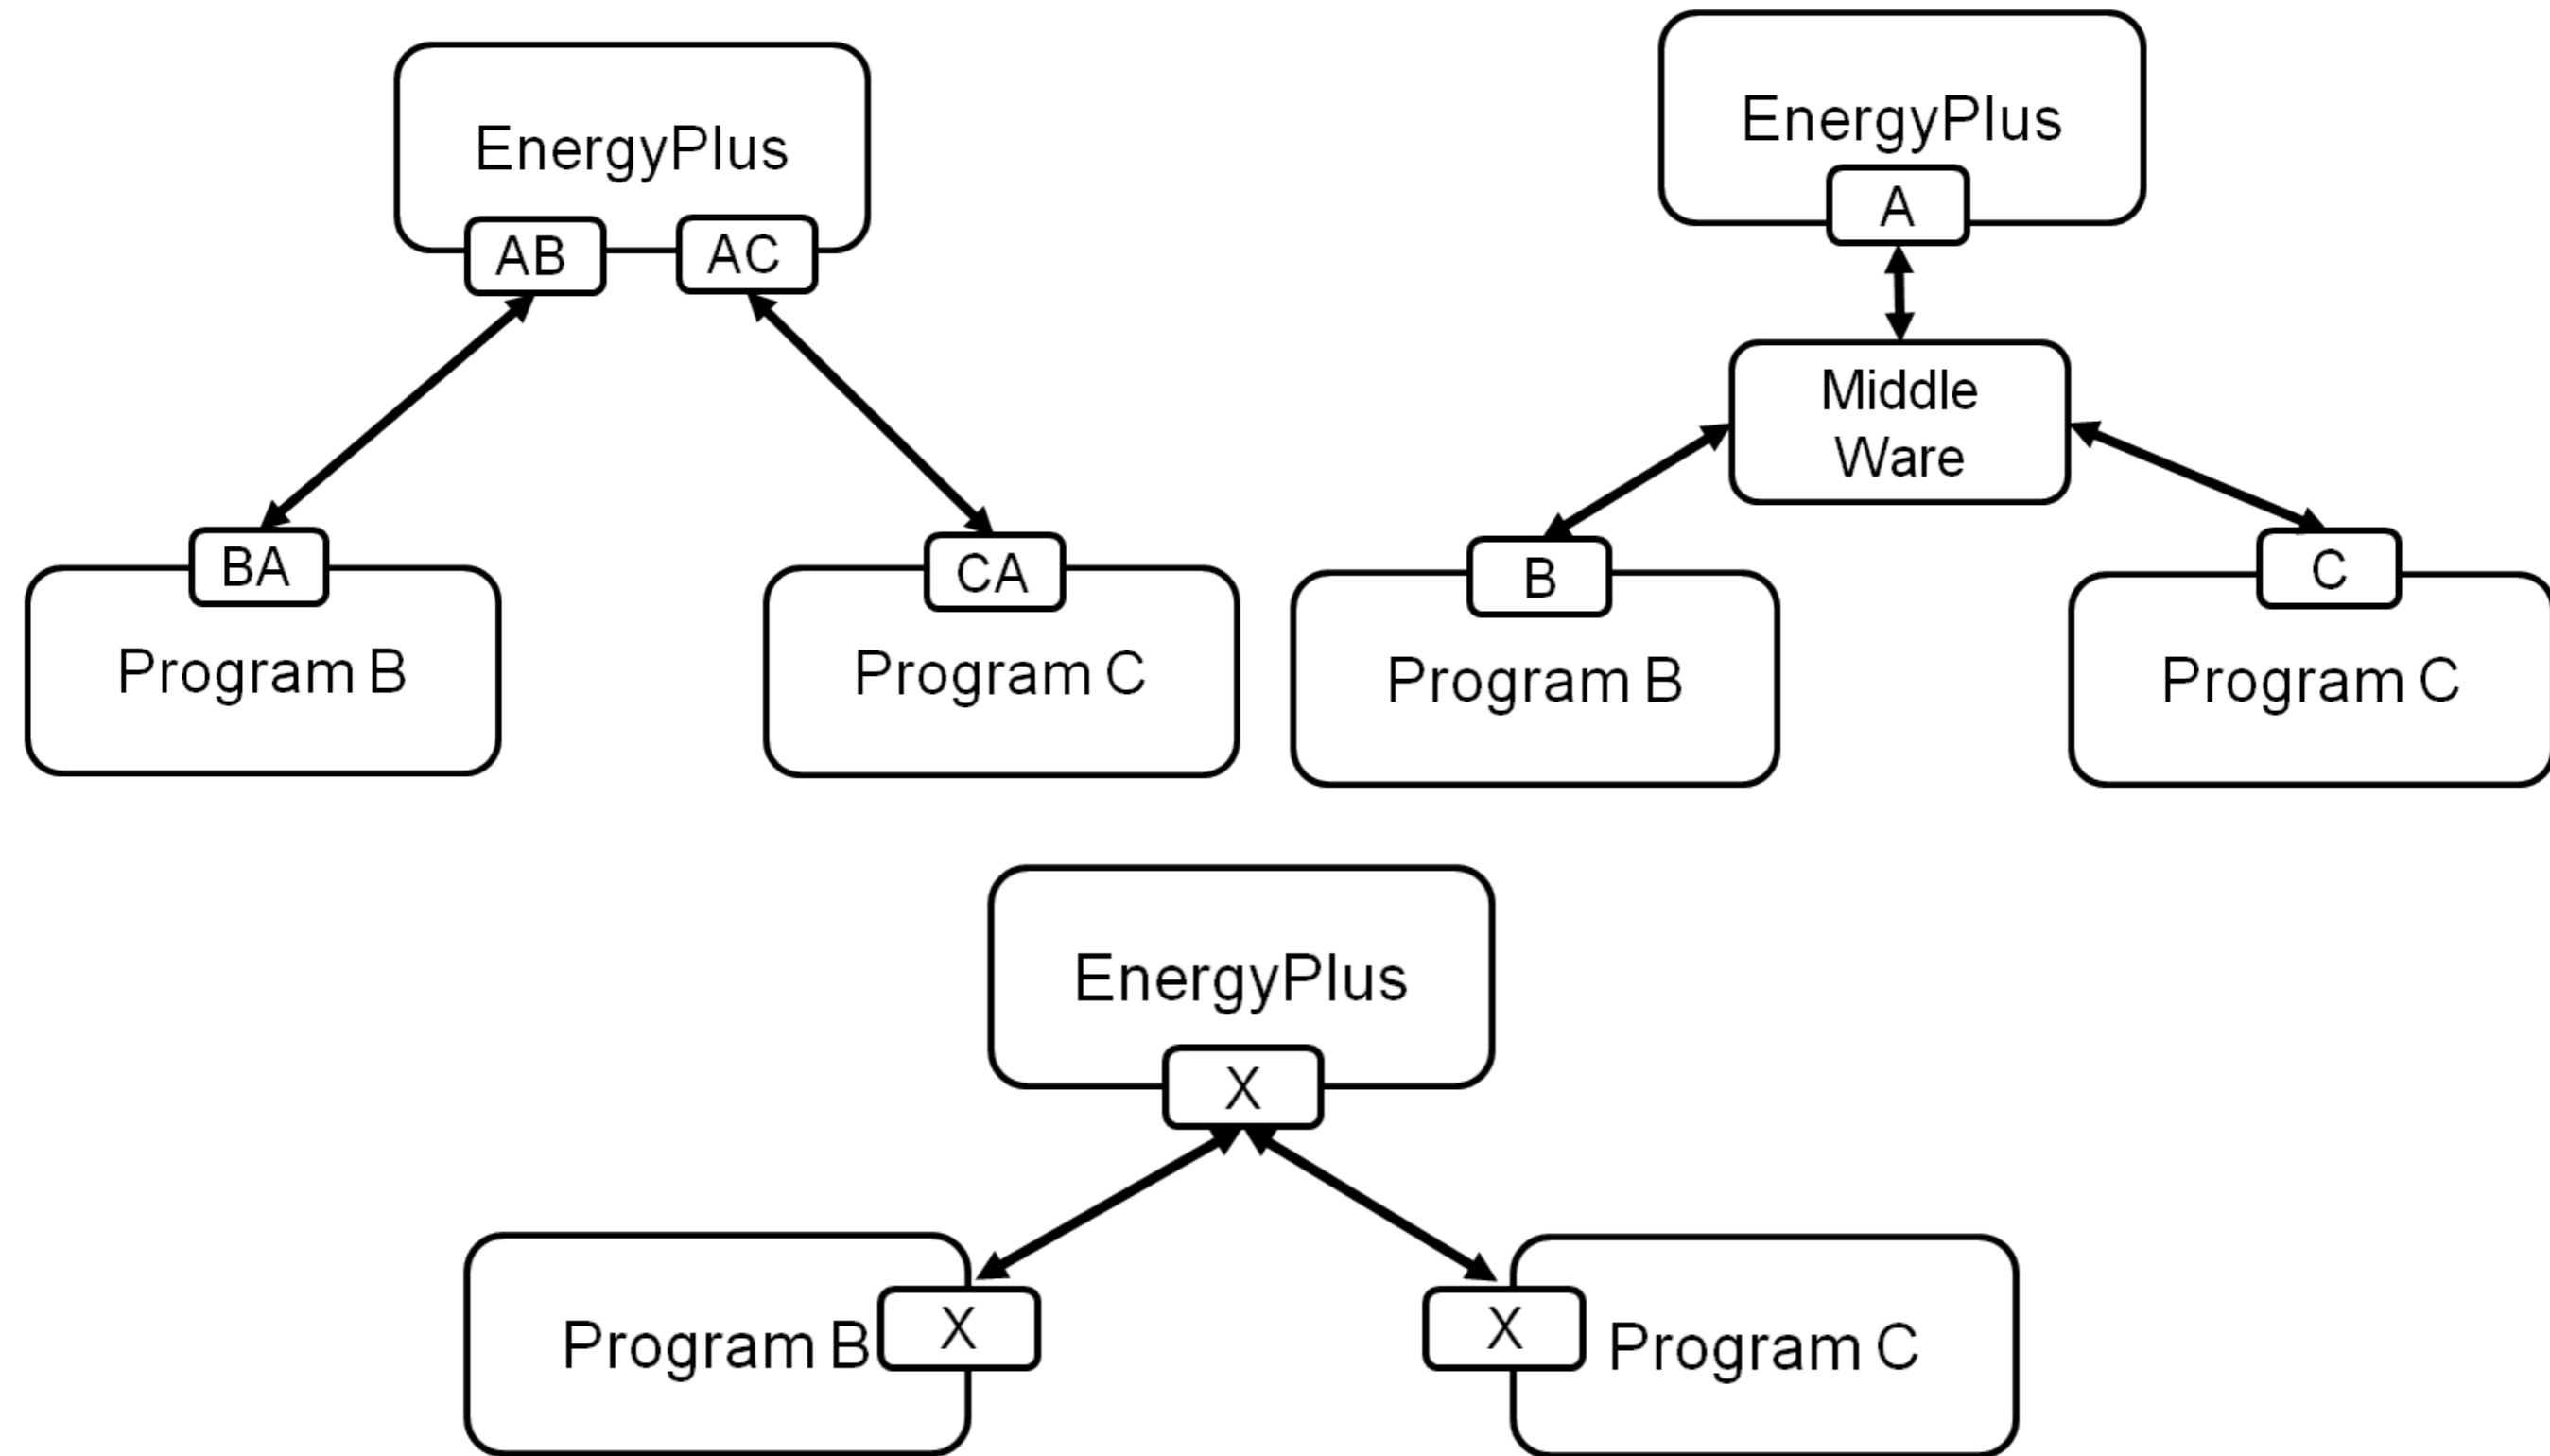 EnergyPlus
AB
AC
BA
Program B
CA
Program C
EnergyPlus
A
Middle
Ware
B
Program B
C
Program C
EnergyPlus
X
Program B
X
X
Program C